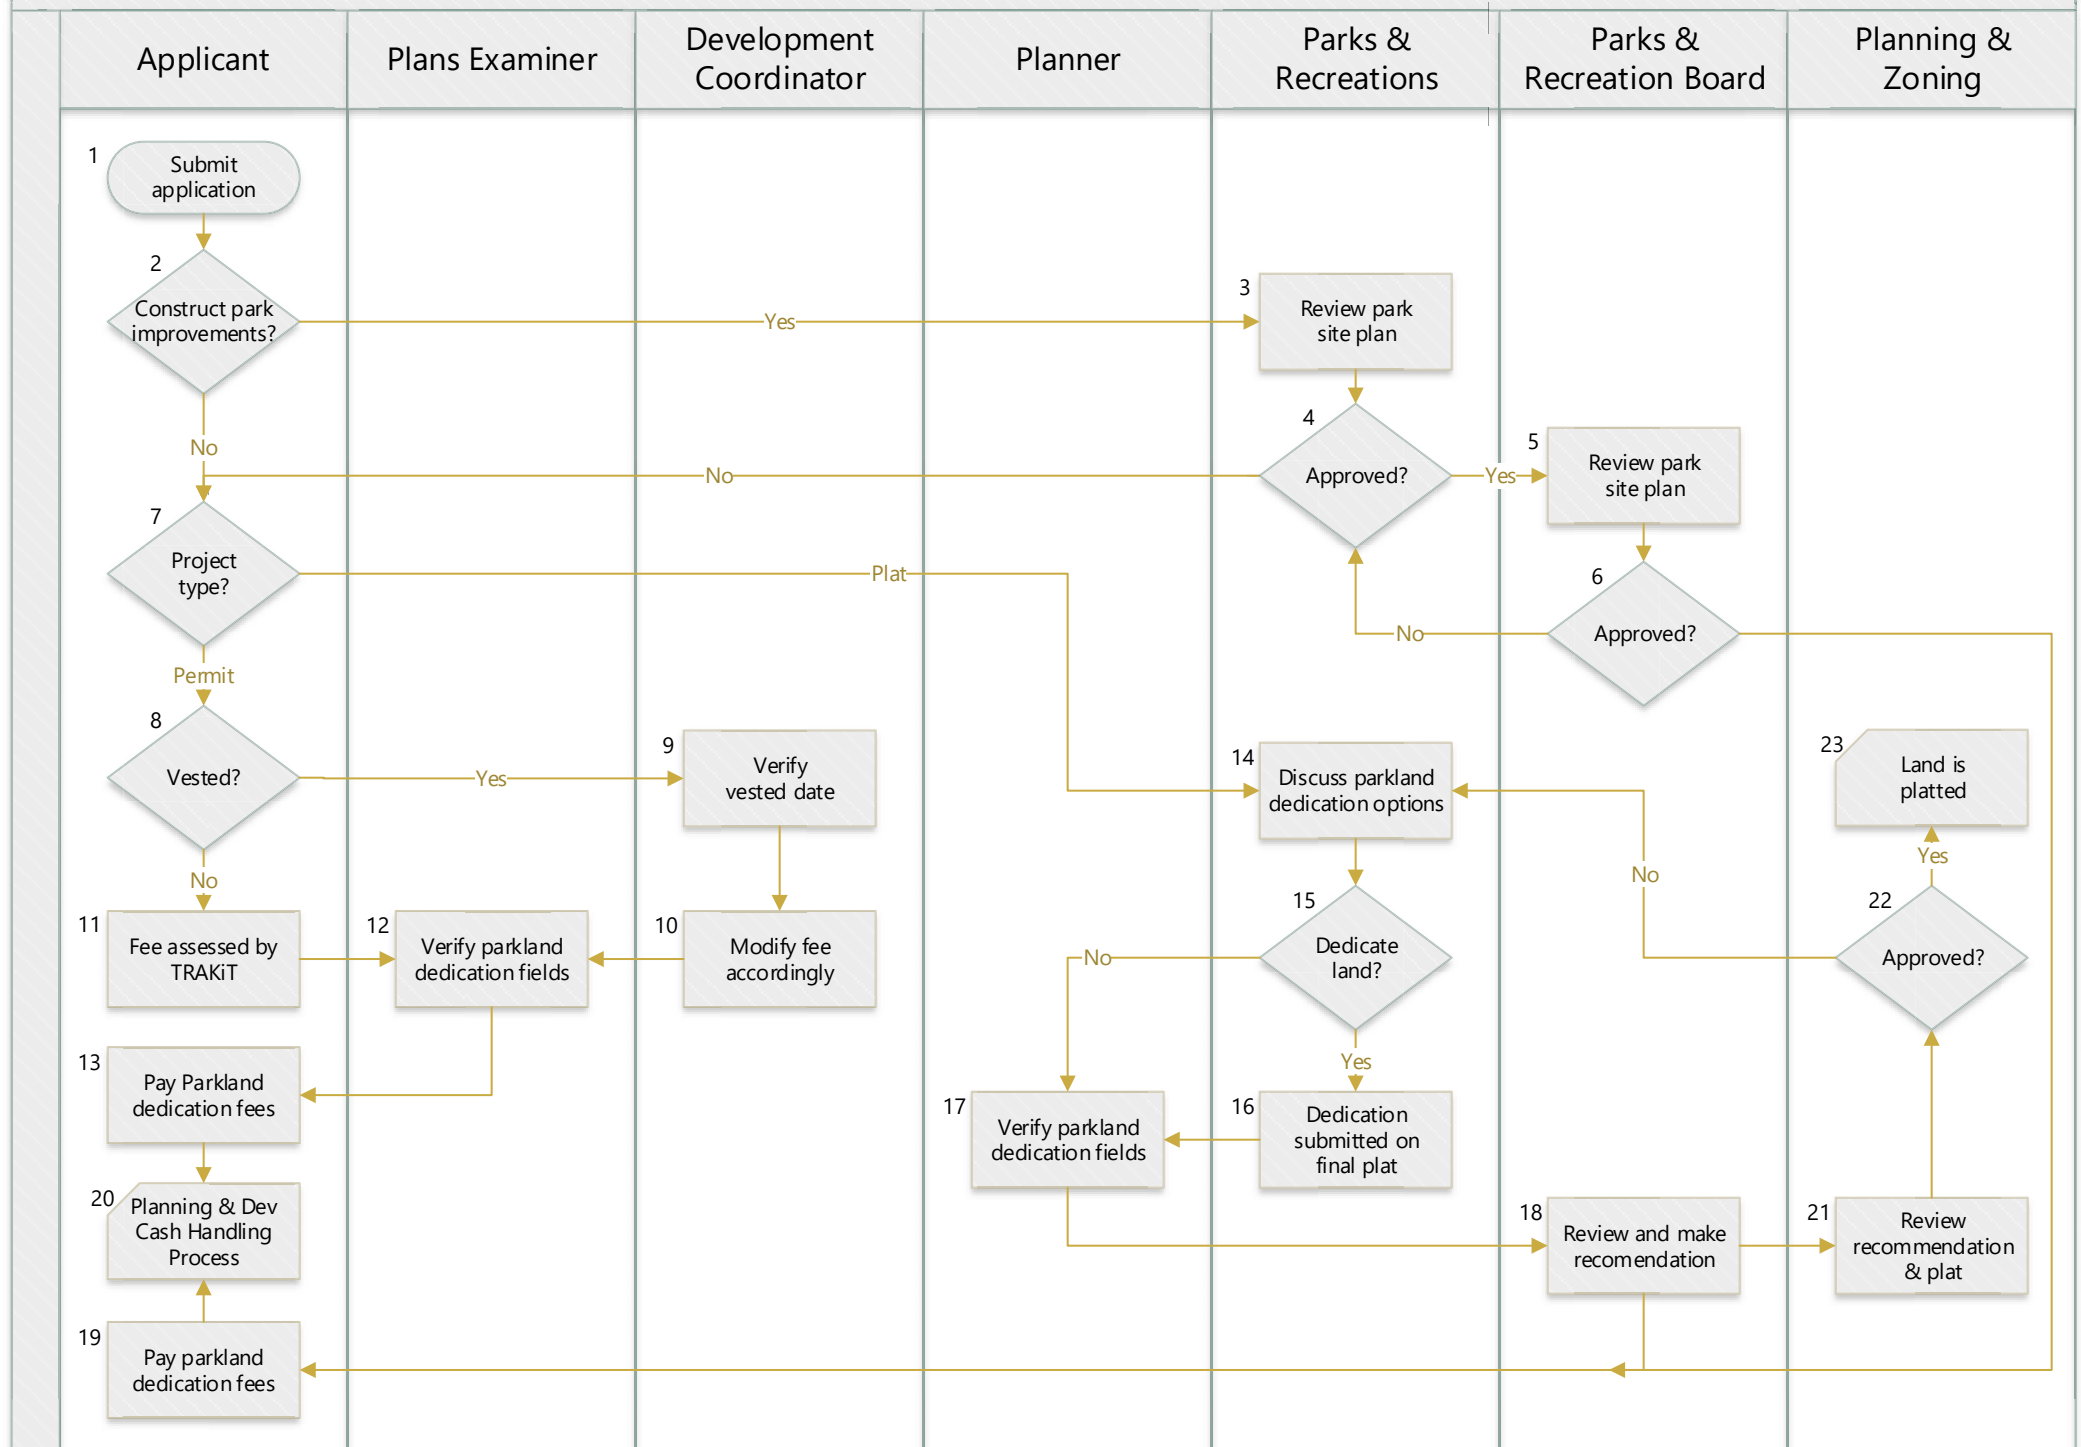 Applicant
Plans Examiner
Development
Coordinator
Planner
Parks &
Recreations
Parks &
Recreation Board
Planning &
Zoning
1
Submit
application
2
Construct park
improvements?
Yes
3
Review park
site plan
No
4
Approved?
Yes
5
Review park
site plan
No
7
Project
type?
Plat
6
Approved?
No
Permit
8
Vested?
Yes
9
Verify
vested date
14
Discuss parkland
dedication options
23
Land is
platted
Yes
No
No
11
Fee assessed by
TRAKiT
12
Verify parkland
dedication fields
10
Modify fee
accordingly
15
Dedicate
land?
No
Yes
22
Approved?
13
Pay Parkland
dedication fees
17
Verify parkland
dedication fields
16
Dedication
submitted on
final plat
20
Planning & Dev
Cash Handling
Process
18
Review and make
recomendation
21
Review
recommendation
& plat
19
Pay parkland
dedication fees